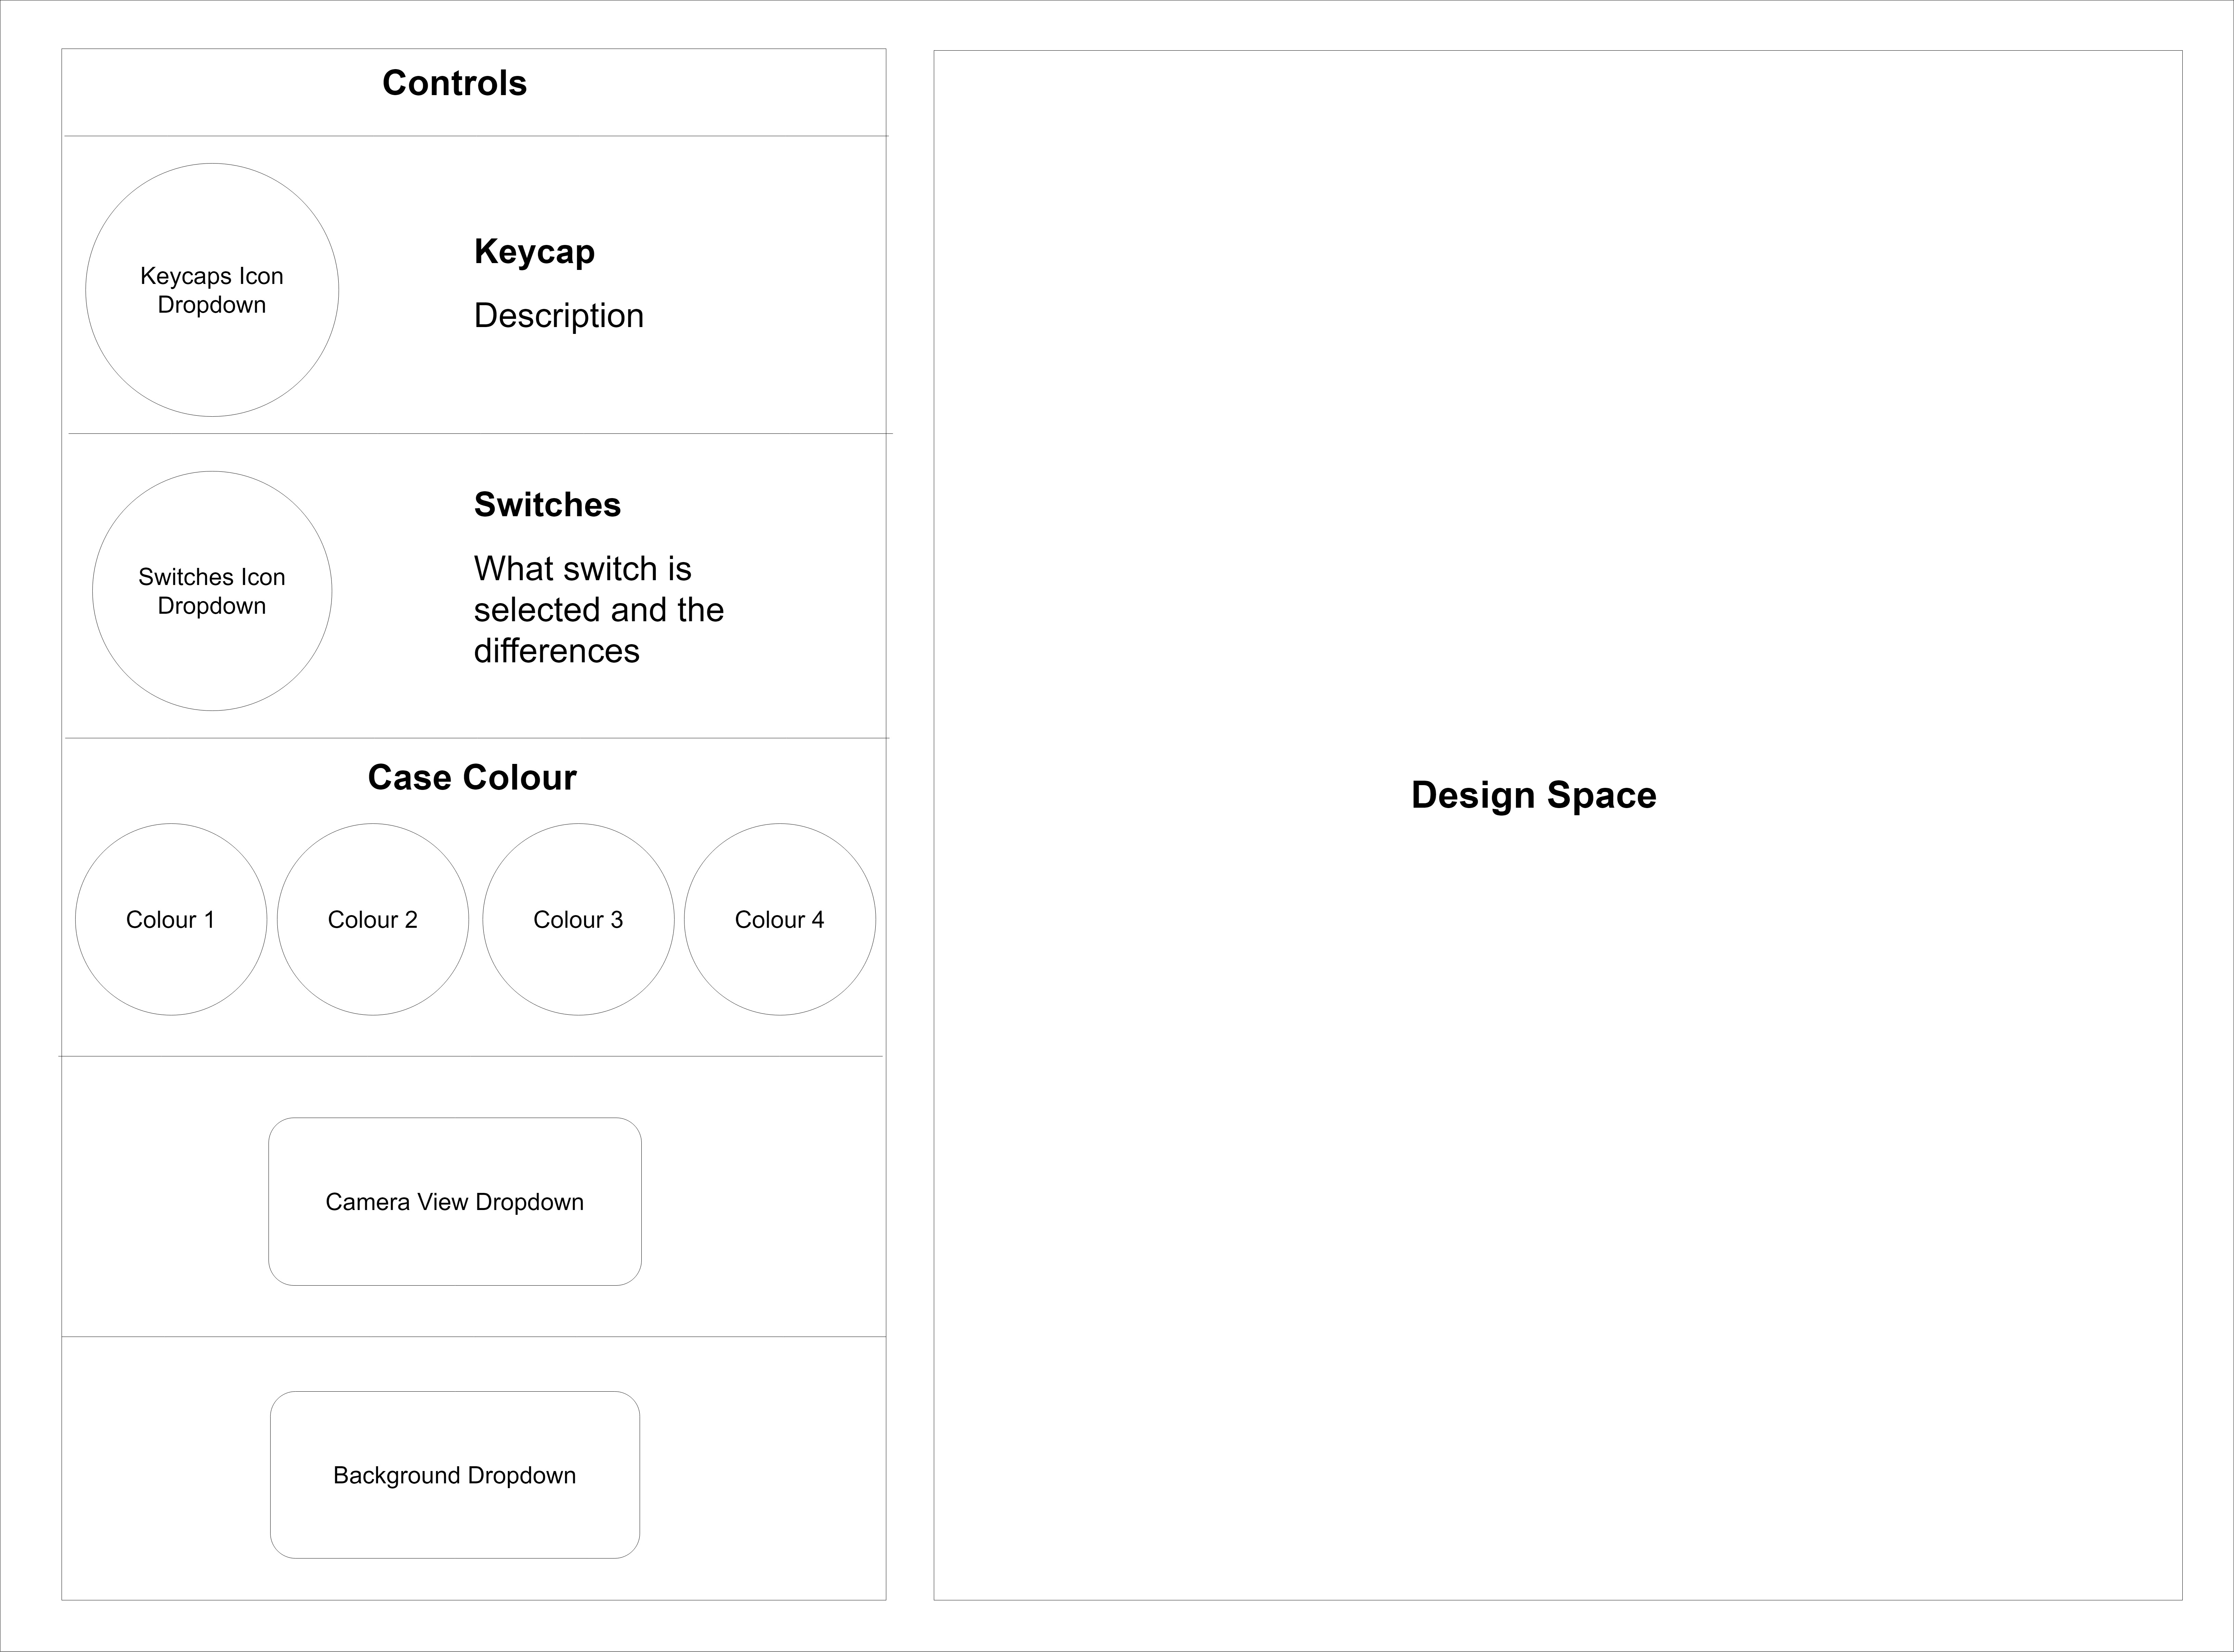 Controls
Keycaps Icon
Dropdown
Keycap
Description
Switches Icon
Dropdown
Switches
What switch is
selected and the
differences
Case Colour
Colour 1
Colour 2
Colour 3
Colour 4
Camera View Dropdown
Background Dropdown
Design Space